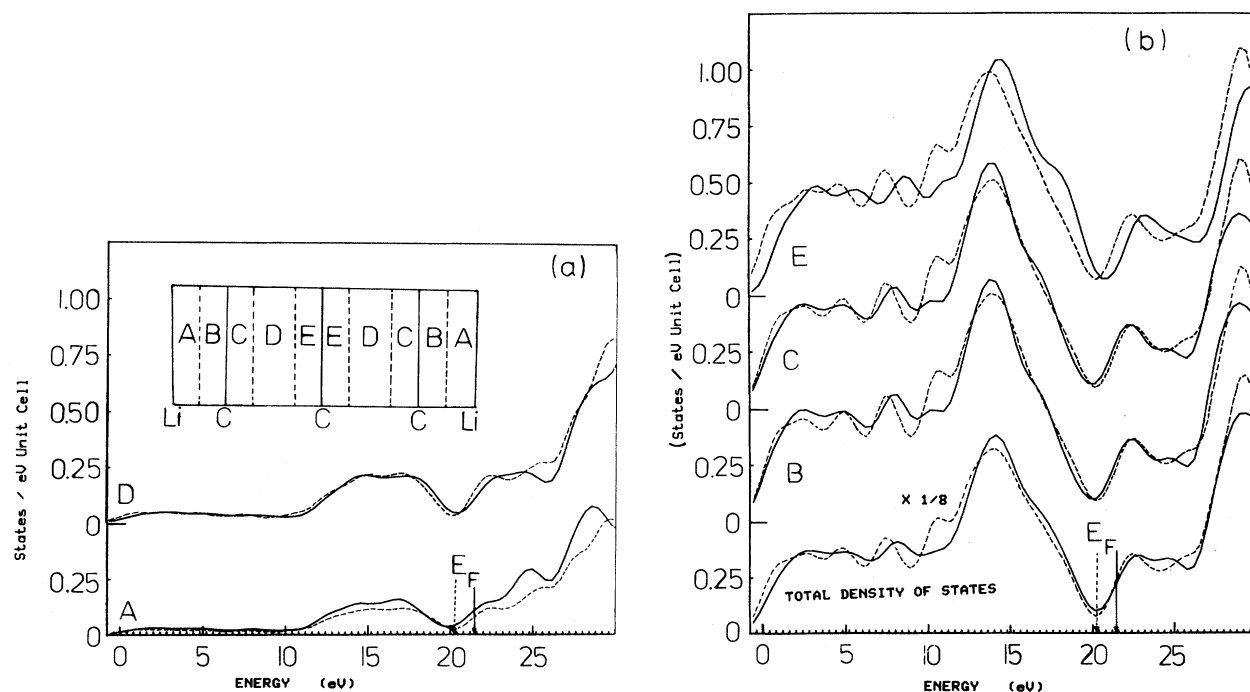 (a)
1.00
0.75
0.50
0.25
0
0.25
0
States / eV Unit Cell
A B C D E E D C B A
Li C C C Li
D
A
E_F
0 5 10 15 20 25
ENERGY (eV)
(b)
1.00
0.75
0.50
0.25
0
0.25
0
0.25
0
0.25
0
(States / eV Unit Cell)
E
C
B
X 1/8
E_F
TOTAL DENSITY OF STATES
0 5 10 15 20 25
ENERGY (eV)